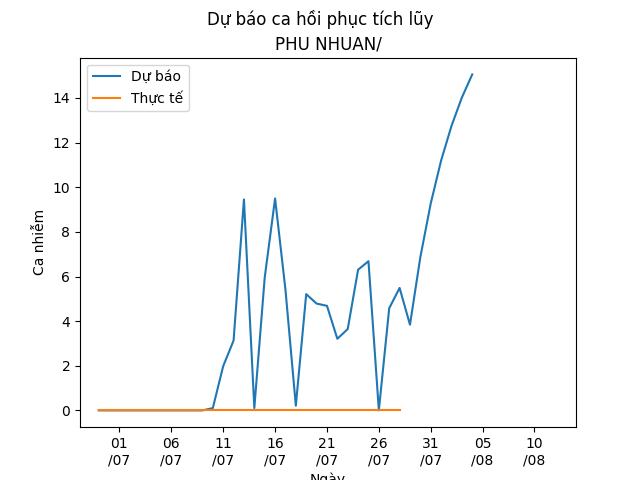 Dự báo ca hồi phục tích lũy
PHU NHUAN/
Dự báo
Thực tế
Ca nhiễm
14
12
10
8
6
4
2
0
01 06 11 16 21 26 31 05 10
/07 /07 /07 /07 /07 /07 /07 /08 /08
Ngày